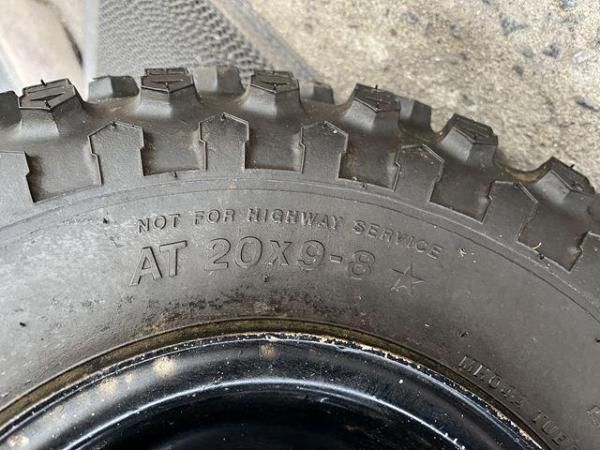 NOT FOR HIGHWAY SERVICE
AT 20X9-8 ☆